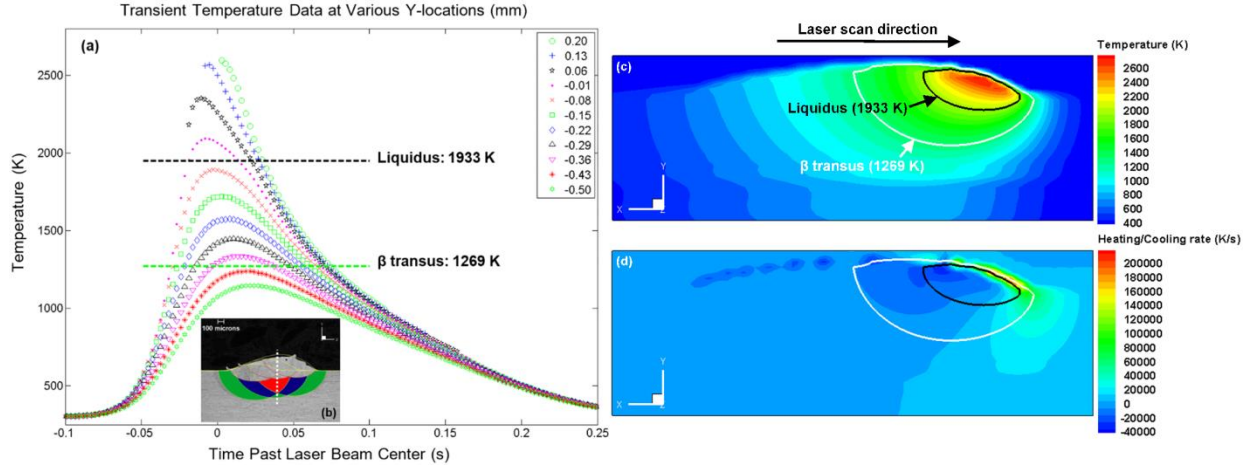 Transient Temperature Data at Various Y-locations (mm)
(a)
0.20
0.13
0.06
-0.01
-0.08
-0.15
-0.22
-0.29
-0.36
-0.43
-0.50
2500
2000
1500
1000
500
Temperature (K)
Liquidus: 1933 K
β transus: 1269 K
100 microns
(b)
-0.1
-0.05
0
0.05
0.1
0.15
0.2
0.25
Time Past Laser Beam Center (s)
Laser scan direction
(c)
Liquidus (1933 K)
β transus (1269 K)
Y
X
Z
Temperature (K)
2600
2400
2200
2000
1800
1600
1400
1200
1000
800
600
400
(d)
Y
X
Z
Heating/Cooling rate (K/s)
200000
180000
160000
140000
120000
100000
80000
60000
40000
20000
0
-20000
-40000